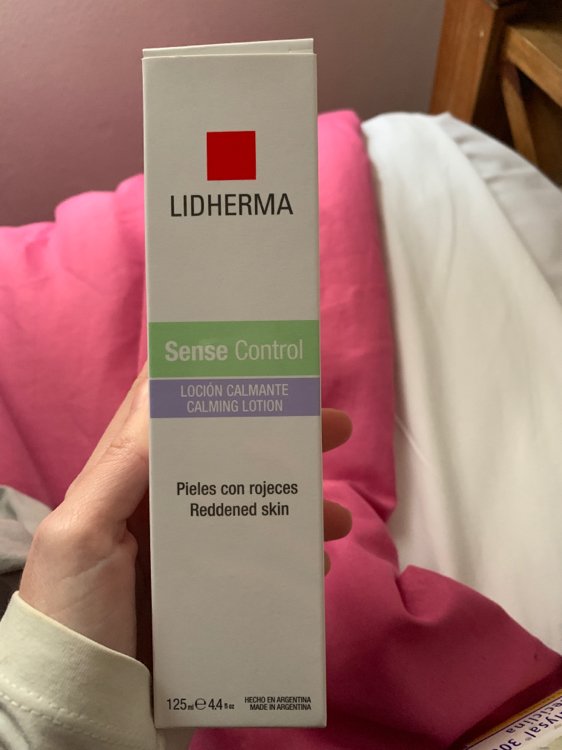 LIDHERMA
Sense Control
LOCIÓN CALMANTE
CALMING LOTION
Pieles con rojeces
Reddened skin
125 ml ℮ 4.4 fl oz
HECHO EN ARGENTINA
MADE IN ARGENTINA